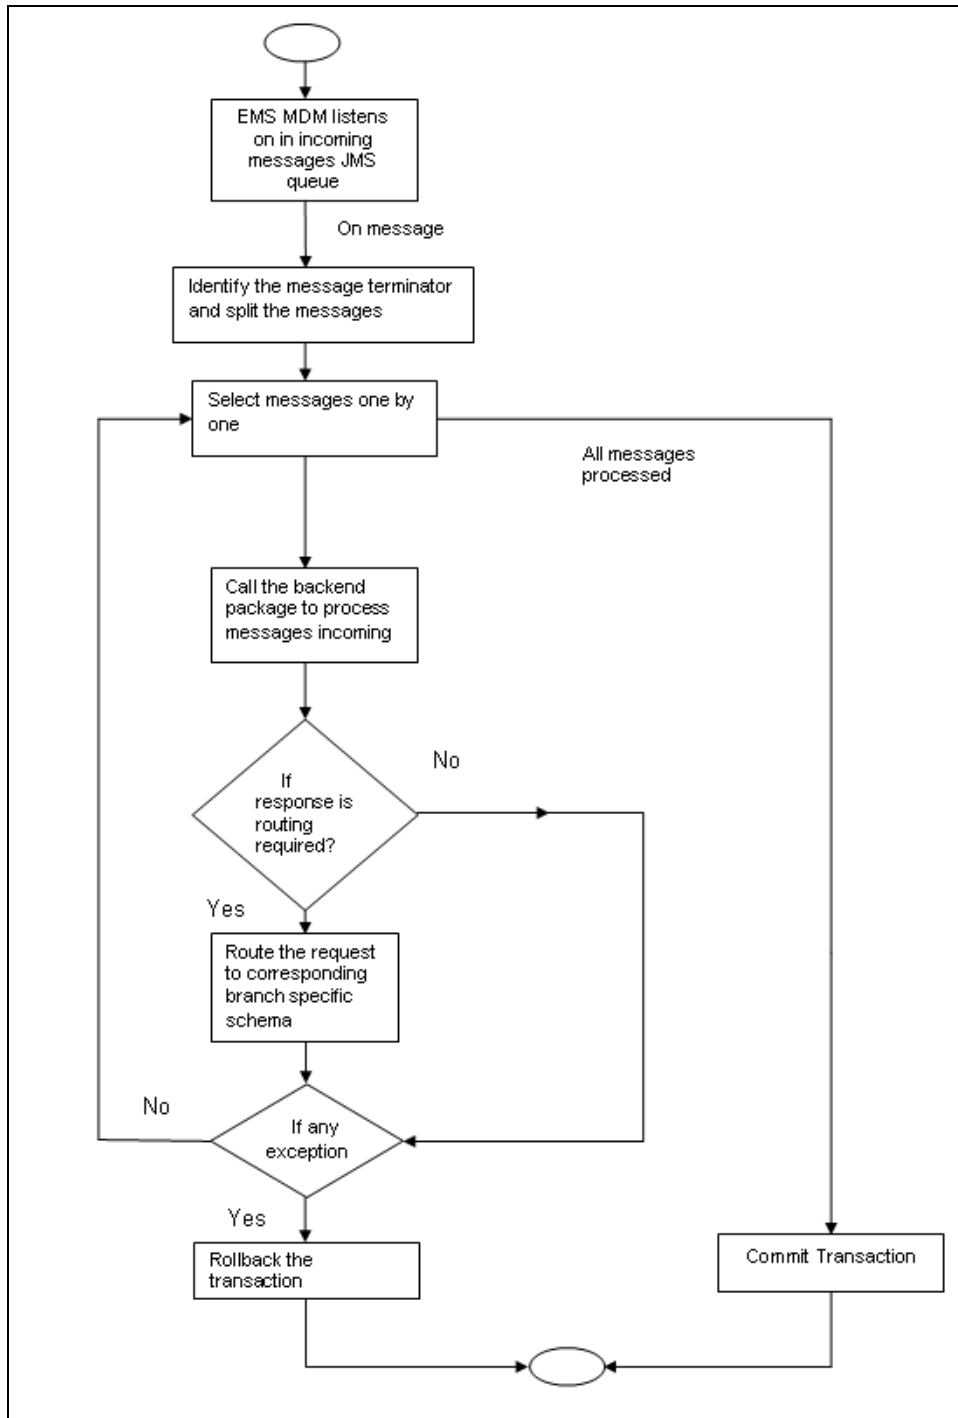 EMS MDM listens
on in incoming
messages JMS
queue
On message
Identify the message terminator
and split the messages
Select messages one by
one
All messages
processed
Call the backend
package to process
messages incoming
No
If
response is
routing
required?
Yes
Route the request
to corresponding
branch specific
schema
No
If any
exception
Yes
Rollback the
transaction
Commit Transaction